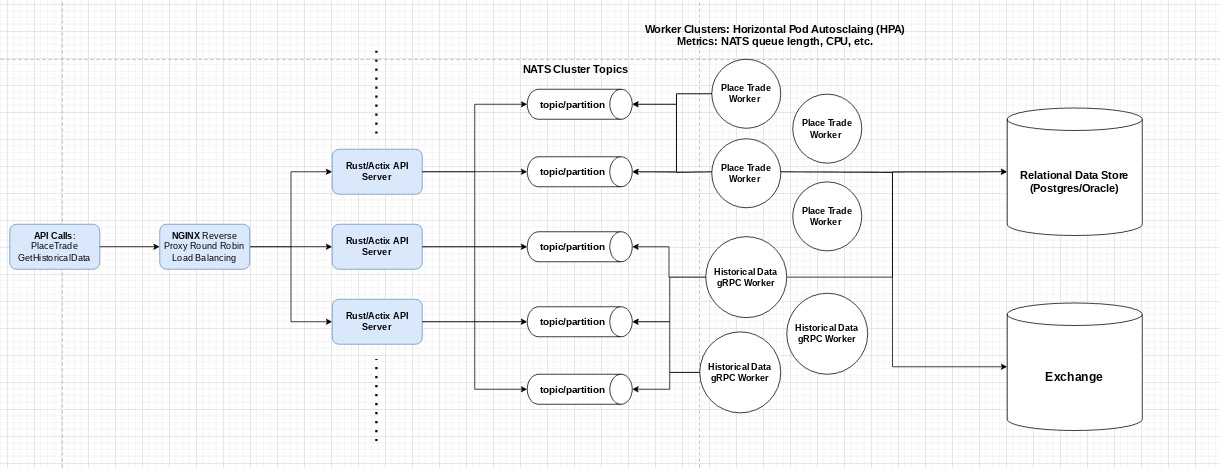 Worker Clusters: Horizontal Pod Autosclaing (HPA)
Metrics: NATS queue length, CPU, etc.
NATS Cluster Topics
API Calls:
PlaceTrade
GetHistoricalData
NGINX Reverse
Proxy Round Robin
Load Balancing
Rust/Actix API
Server
Rust/Actix API
Server
Rust/Actix API
Server
topic/partition
topic/partition
topic/partition
topic/partition
topic/partition
Place Trade
Worker
Place Trade
Worker
Place Trade
Worker
Place Trade
Worker
Historical Data
gRPC Worker
Historical Data
gRPC Worker
Historical Data
gRPC Worker
Relational Data Store
(Postgres/Oracle)
Exchange